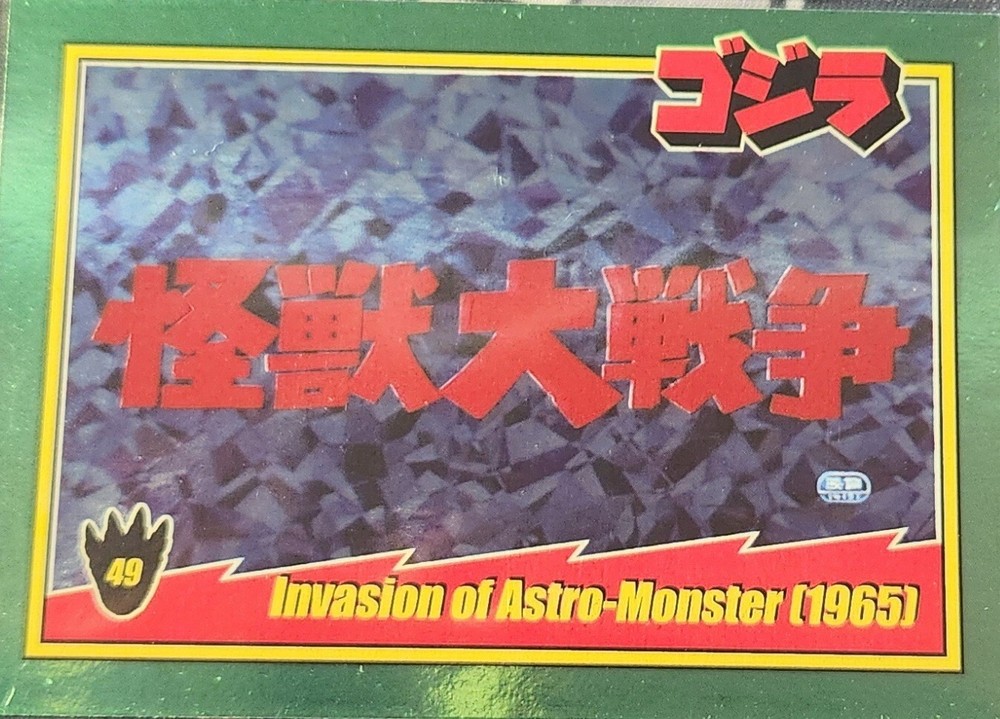 ゴジラ
怪獣大戦争
49
Invasion of Astro-Monster (1965)